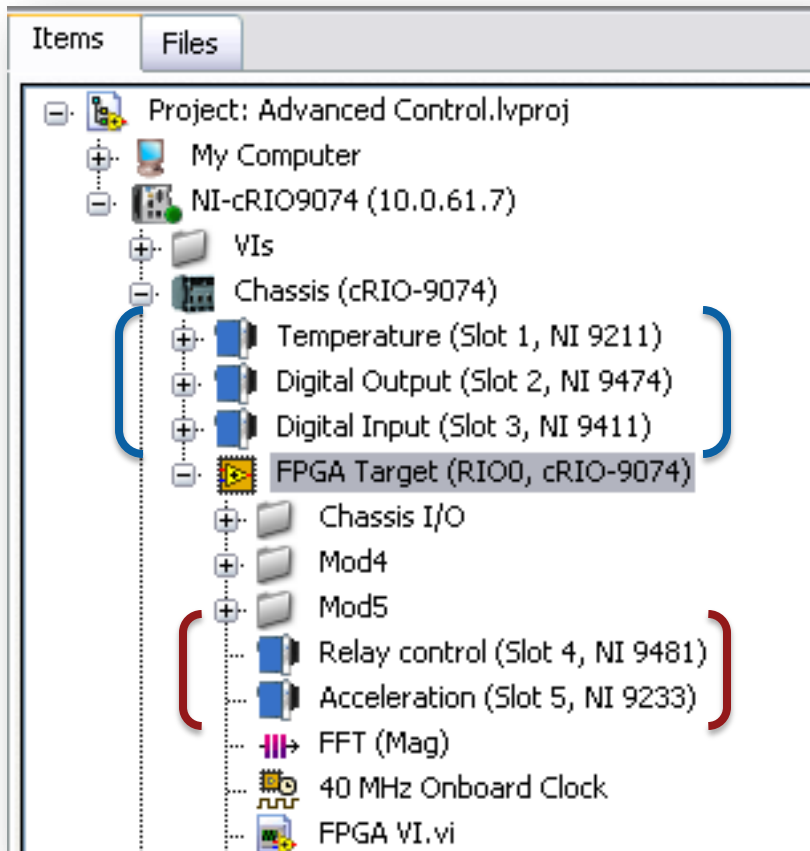 Items Files
Project: Advanced Control.lvproj
My Computer
NI-cRIO9074 (10.0.61.7)
VIs
Chassis (cRIO-9074)
Temperature (Slot 1, NI 9211)
Digital Output (Slot 2, NI 9474)
Digital Input (Slot 3, NI 9411)
FPGA Target (RIO0, cRIO-9074)
Chassis I/O
Mod4
Mod5
Relay control (Slot 4, NI 9481)
Acceleration (Slot 5, NI 9233)
FFT (Mag)
40 MHz Onboard Clock
FPGA VI.vi